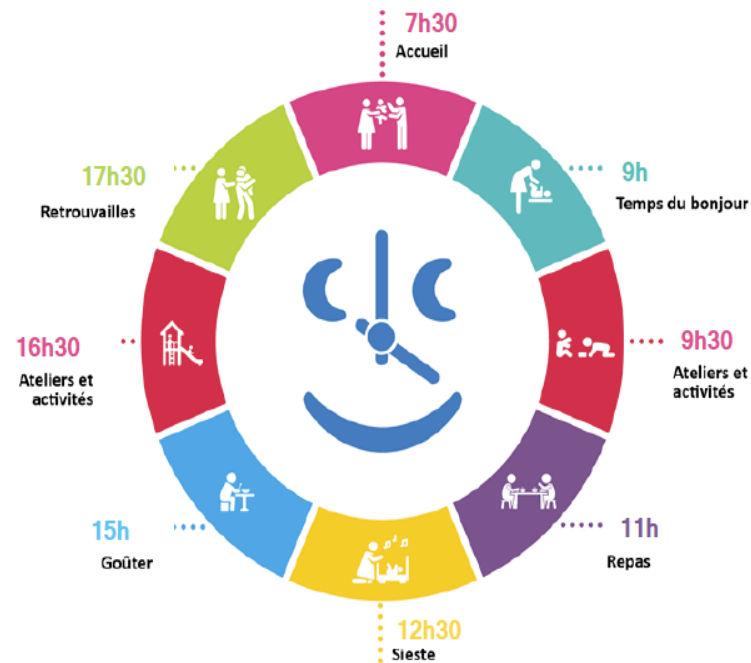 7h30
Accueil
9h
Temps du bonjour
9h30
Ateliers et
activités
11h
Repas
12h30
Sieste
15h
Goûter
16h30
Ateliers et
activités
17h30
Retrouvailles